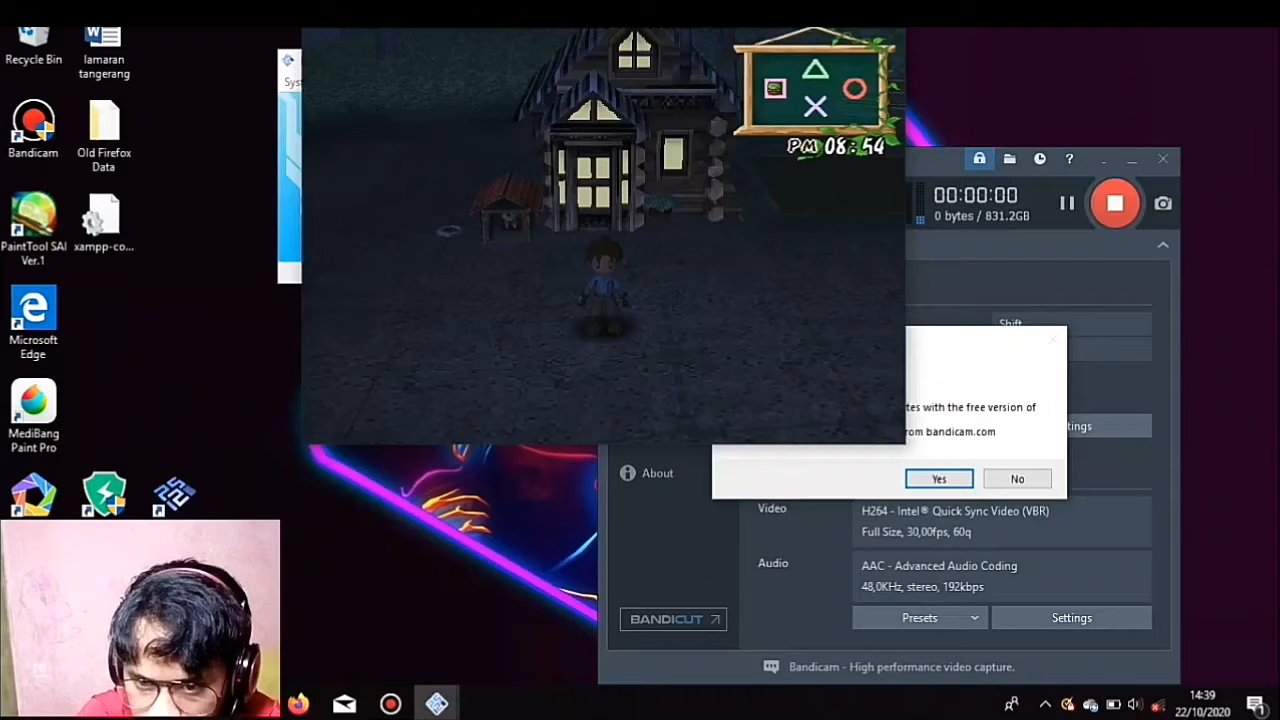 Recycle Bin
lamaran
tangerang
Bandicam
Old Firefox
Data
PaintTool SAI
Ver.1
xampp-co...
Microsoft
Edge
MediBang
Paint Pro
Sys
PM 08:54
?
00:00:00
0 bytes / 831.2GB
Shift
tes with the free version of
rom bandicam.com
tings
Yes
No
About
Video
H264 - Intel® Quick Sync Video (VBR)
Full Size, 30,00fps, 60q
Audio
AAC - Advanced Audio Coding
48,0KHz, stereo, 192kbps
BANDICUT
Presets
Settings
Bandicam - High performance video capture.
14:39
22/10/2020
1